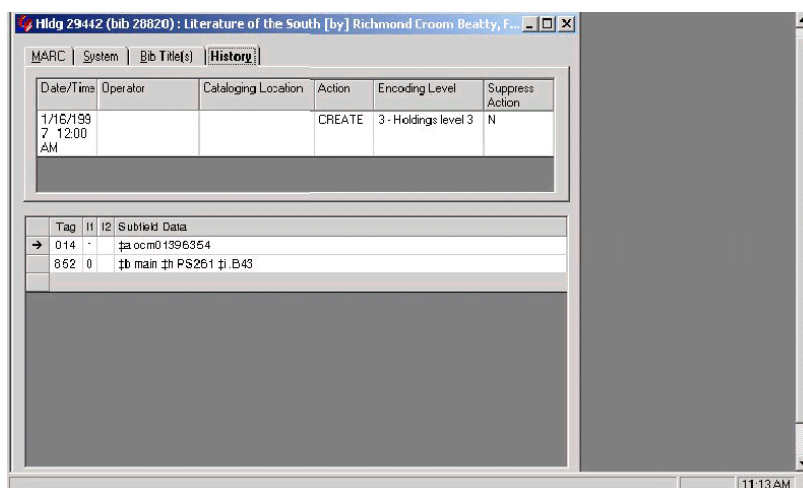 Hldg 29442 (bib 28820) : Literature of the South [by] Richmond Croom Beatty, F...
MARC System Bib Title(s) History
Date/Time Operator Cataloging Location Action Encoding Level Suppress Action
1/16/199
7 12:00
AM
CREATE 3 - Holdings level 3 N
Tag I1 I2 Subfield Data
014 ‡a ocm01396354
852 0 ‡b main ‡h PS261 ‡i .B43
11:13 AM